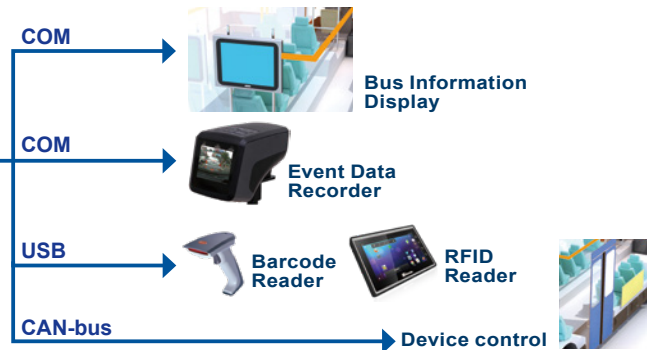 COM
Bus Information
Display
COM
Event Data
Recorder
USB
Barcode
Reader
RFID
Reader
CAN-bus
Device control